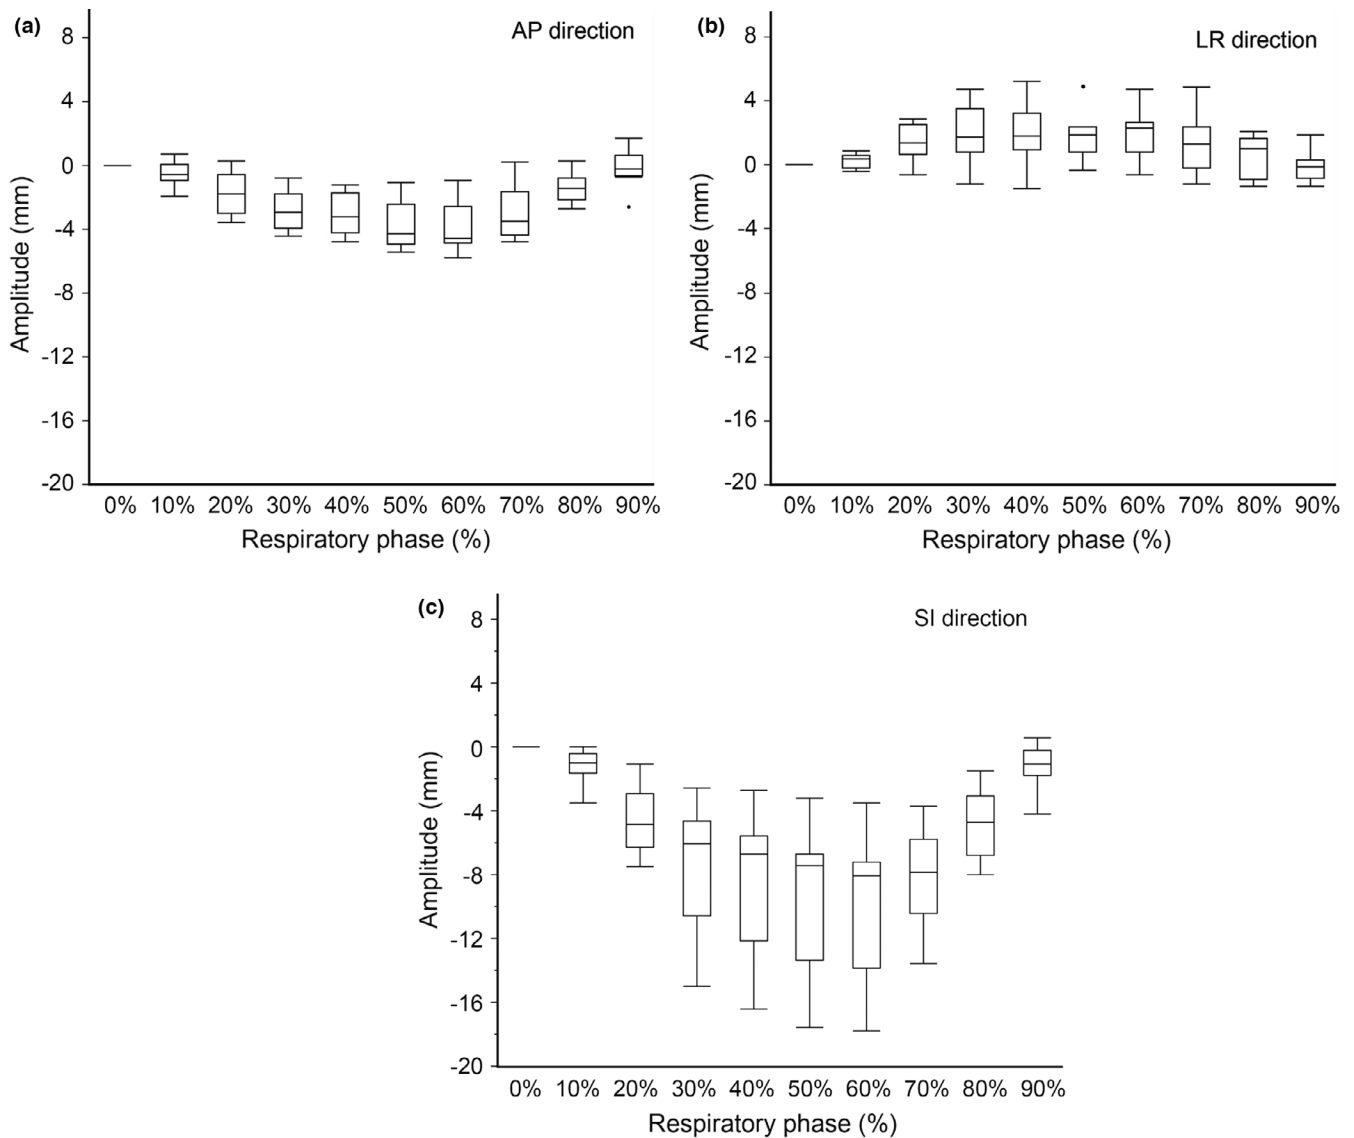 (a)
AP direction
8
4
0
-4
-8
-12
-16
-20
Amplitude (mm)
0% 10% 20% 30% 40% 50% 60% 70% 80% 90%
Respiratory phase (%)
(b)
LR direction
8
4
0
-4
-8
-12
-16
-20
Amplitude (mm)
0% 10% 20% 30% 40% 50% 60% 70% 80% 90%
Respiratory phase (%)
(c)
SI direction
8
4
0
-4
-8
-12
-16
-20
Amplitude (mm)
0% 10% 20% 30% 40% 50% 60% 70% 80% 90%
Respiratory phase (%)